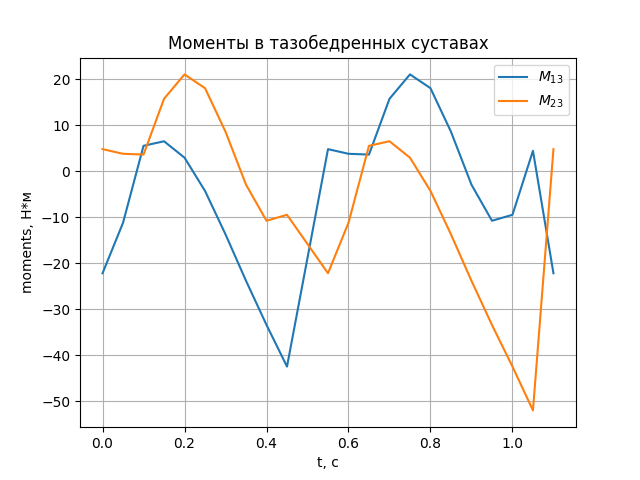 Моменты в тазобедренных суставах
M₁₃
M₂₃
moments, Н*м
20
10
0
−10
−20
−30
−40
−50
0.0 0.2 0.4 0.6 0.8 1.0
t, с